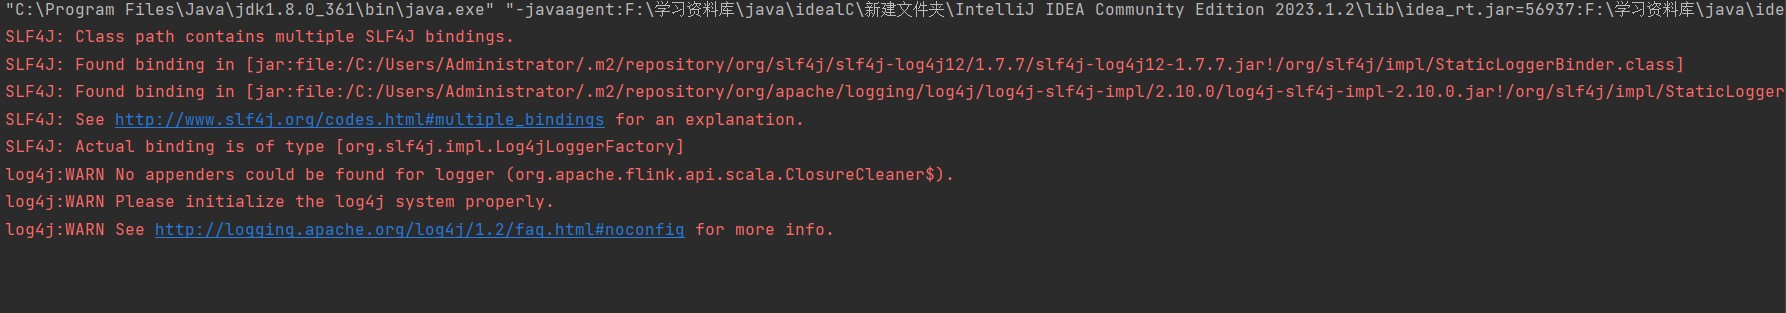 "C:\Program Files\Java\jdk1.8.0_361\bin\java.exe" "-javaagent:F:\学习资料库\java\idealC\新建文件夹\IntelliJ IDEA Community Edition 2023.1.2\lib\idea_rt.jar=56937:F:\学习资料库\java\ide
SLF4J: Class path contains multiple SLF4J bindings.
SLF4J: Found binding in [jar:file:/C:/Users/Administrator/.m2/repository/org/slf4j/slf4j-log4j12/1.7.7/slf4j-log4j12-1.7.7.jar!/org/slf4j/impl/StaticLoggerBinder.class]
SLF4J: Found binding in [jar:file:/C:/Users/Administrator/.m2/repository/org/apache/logging/log4j/log4j-slf4j-impl/2.10.0/log4j-slf4j-impl-2.10.0.jar!/org/slf4j/impl/StaticLogger
SLF4J: See http://www.slf4j.org/codes.html#multiple_bindings for an explanation.
SLF4J: Actual binding is of type [org.slf4j.impl.Log4jLoggerFactory]
log4j:WARN No appenders could be found for logger (org.apache.flink.api.scala.ClosureCleaner$).
log4j:WARN Please initialize the log4j system properly.
log4j:WARN See http://logging.apache.org/log4j/1.2/faq.html#noconfig for more info.